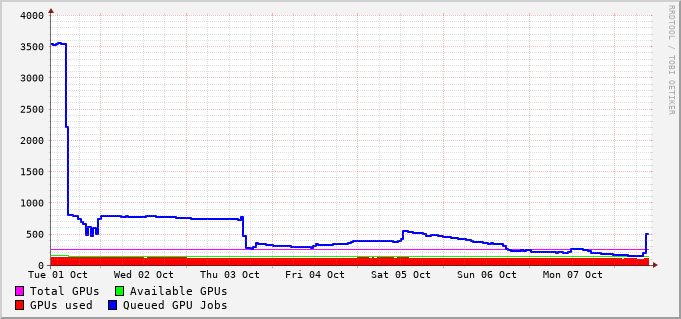 4000
3500
3000
2500
2000
1500
1000
500
0
Tue 01 Oct Wed 02 Oct Thu 03 Oct Fri 04 Oct Sat 05 Oct Sun 06 Oct Mon 07 Oct
Total GPUs Available GPUs
GPUs used Queued GPU Jobs
RRDTOOL / TOBI OETIKER